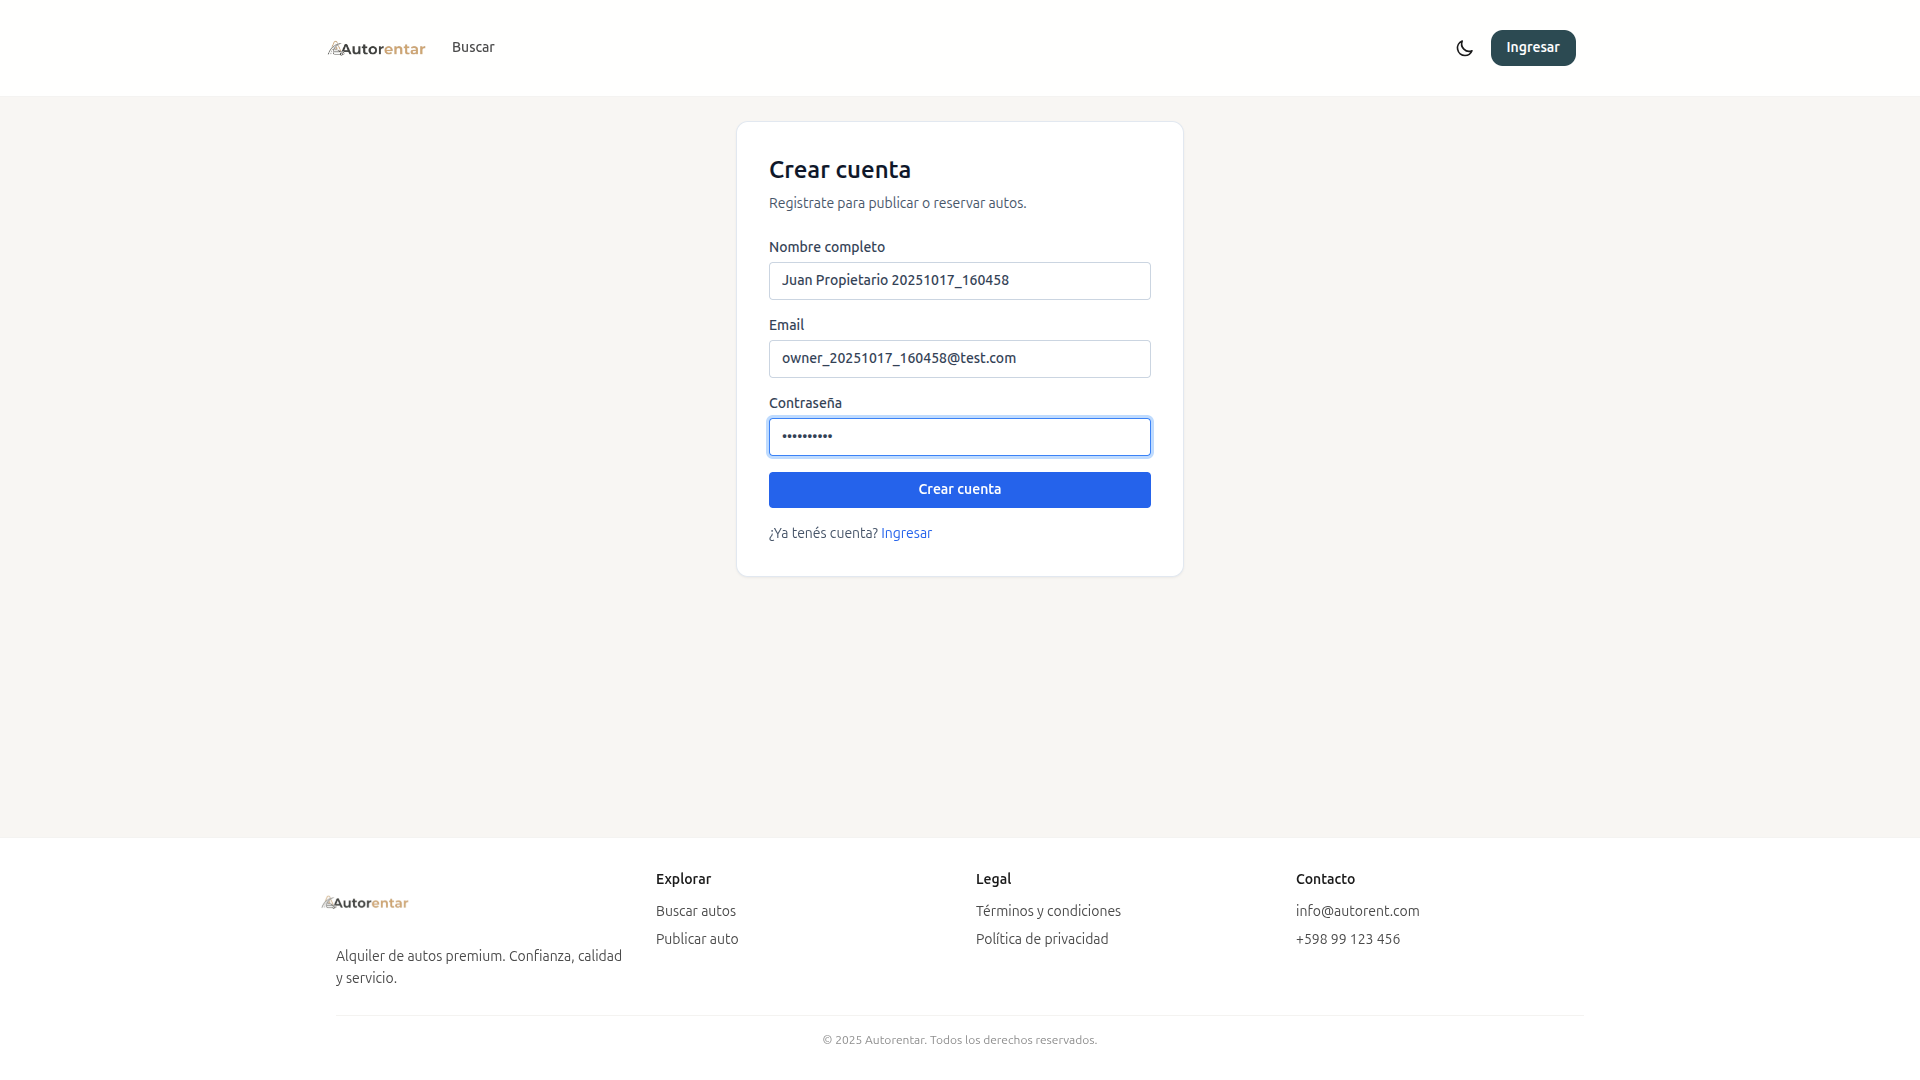 Autorentar
Buscar
Ingresar
Crear cuenta
Registrate para publicar o reservar autos.
Nombre completo
Juan Propietario 20251017_160458
Email
owner_20251017_160458@test.com
Contraseña
••••••••••
Crear cuenta
¿Ya tenés cuenta? Ingresar
Autorentar
Alquiler de autos premium. Confianza, calidad
y servicio.
Explorar
Buscar autos
Publicar auto
Legal
Términos y condiciones
Política de privacidad
Contacto
info@autorent.com
+598 99 123 456
© 2025 Autorentar. Todos los derechos reservados.